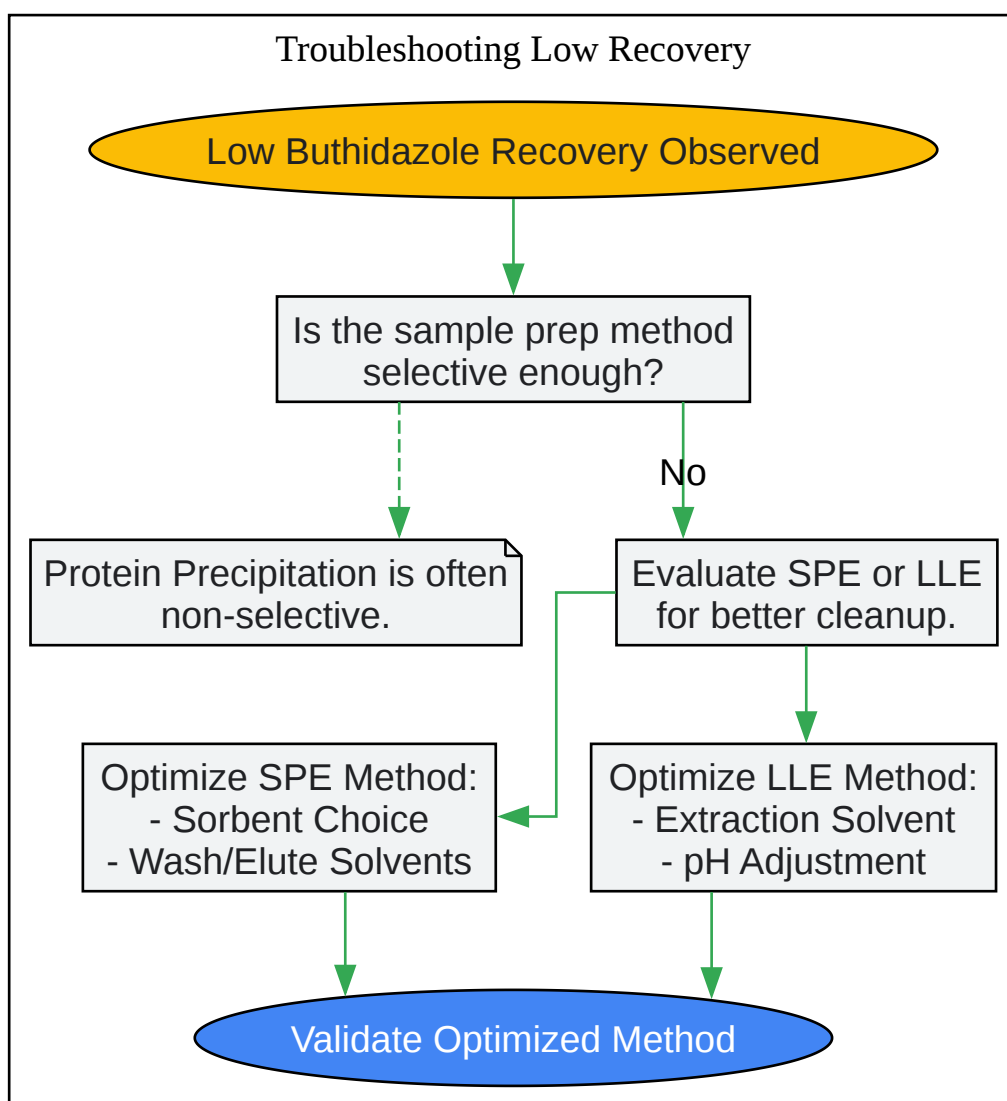 Troubleshooting Low Recovery
Low Buthidazole Recovery Observed
Is the sample prep method
selective enough?
No
Protein Precipitation is often
non-selective.
Evaluate SPE or LLE
for better cleanup.
Optimize SPE Method:
- Sorbent Choice
- Wash/Elute Solvents
Optimize LLE Method:
- Extraction Solvent
- pH Adjustment
Validate Optimized Method